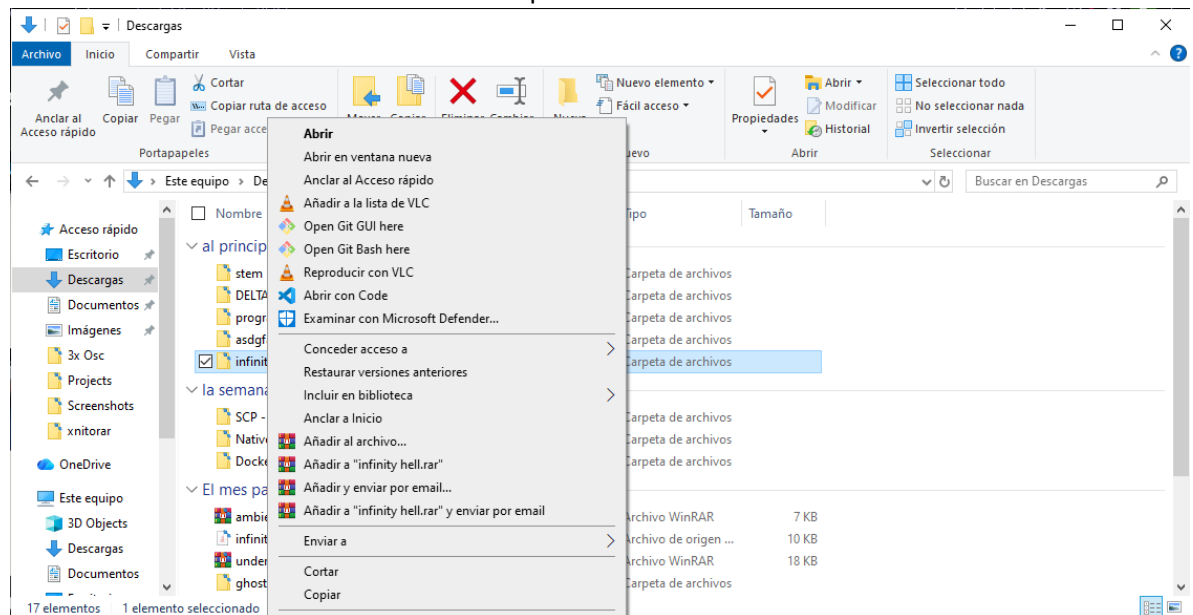 Descargas
Archivo Inicio Compartir Vista
Anclar al Acceso rápido
Copiar
Pegar
Cortar
Copiar ruta de acceso
Pegar acce
Eliminar
Nuevo elemento
Fácil acceso
Propiedades
Abrir
Modificar
Historial
Seleccionar todo
No seleccionar nada
Invertir selección
Portapapeles
Abrir
Seleccionar
Este equipo > De
Buscar en Descargas
Nombre
Tipo
Tamaño
Acceso rápido
Escritorio
Descargas
Documentos
Imágenes
3x Osc
Projects
Screenshots
xnitorar
OneDrive
Este equipo
3D Objects
Descargas
Documentos
al princip
stem Carpeta de archivos
DELTA Carpeta de archivos
progr Carpeta de archivos
asdgf Carpeta de archivos
infinit Carpeta de archivos
la semana
SCP - Carpeta de archivos
Nativ Carpeta de archivos
Docke Carpeta de archivos
El mes pa
ambie Archivo WinRAR 7 KB
infinit Archivo de origen ... 10 KB
under Archivo WinRAR 18 KB
ghost Carpeta de archivos
Abrir
Abrir en ventana nueva
Anclar al Acceso rápido
Añadir a la lista de VLC
Open Git GUI here
Open Git Bash here
Reproducir con VLC
Abrir con Code
Examinar con Microsoft Defender...
Conceder acceso a
Restaurar versiones anteriores
Incluir en biblioteca
Anclar a Inicio
Añadir al archivo...
Añadir a "infinity hell.rar"
Añadir y enviar por email...
Añadir a "infinity hell.rar" y enviar por email
Enviar a
Cortar
Copiar
17 elementos 1 elemento seleccionado